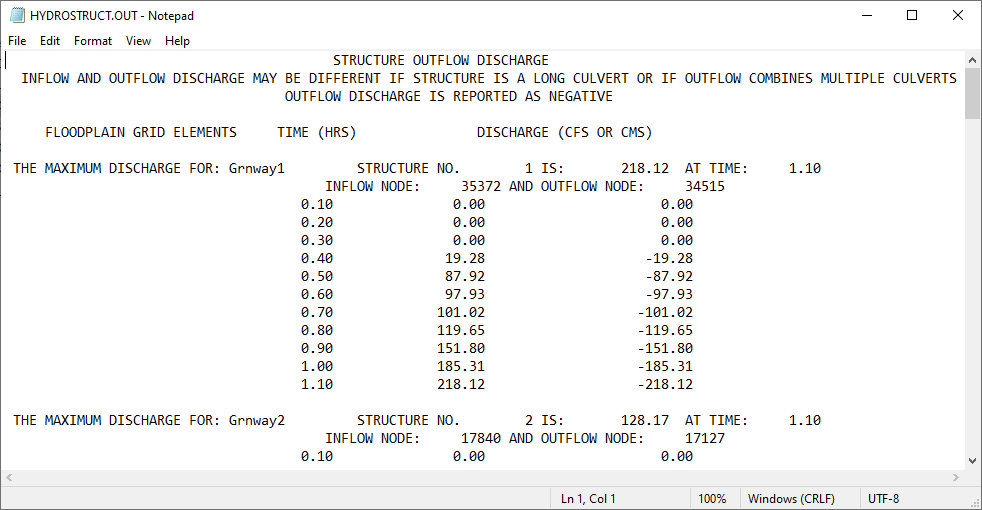 HYDROSTRUCT.OUT - Notepad
File Edit Format View Help
STRUCTURE OUTFLOW DISCHARGE
INFLOW AND OUTFLOW DISCHARGE MAY BE DIFFERENT IF STRUCTURE IS A LONG CULVERT OR IF OUTFLOW COMBINES MULTIPLE CULVERTS
OUTFLOW DISCHARGE IS REPORTED AS NEGATIVE
FLOODPLAIN GRID ELEMENTS TIME (HRS) DISCHARGE (CFS OR CMS)
THE MAXIMUM DISCHARGE FOR: Grnway1 STRUCTURE NO. 1 IS: 218.12 AT TIME: 1.10
INFLOW NODE: 35372 AND OUTFLOW NODE: 34515
0.10 0.00 0.00
0.20 0.00 0.00
0.30 0.00 0.00
0.40 19.28 -19.28
0.50 87.92 -87.92
0.60 97.93 -97.93
0.70 101.02 -101.02
0.80 119.65 -119.65
0.90 151.80 -151.80
1.00 185.31 -185.31
1.10 218.12 -218.12
THE MAXIMUM DISCHARGE FOR: Grnway2 STRUCTURE NO. 2 IS: 128.17 AT TIME: 1.10
INFLOW NODE: 17840 AND OUTFLOW NODE: 17127
0.10 0.00 0.00
Ln 1, Col 1 100% Windows (CRLF) UTF-8